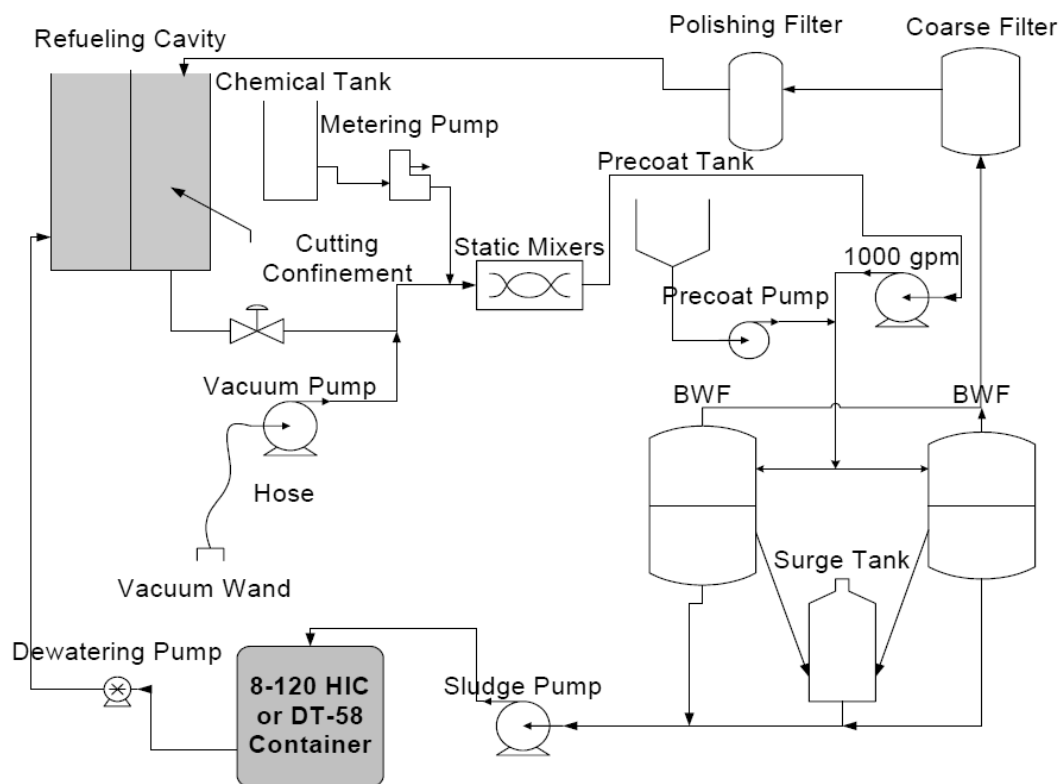 Refueling Cavity
Polishing Filter
Coarse Filter
Chemical Tank
Metering Pump
Precoat Tank
Cutting
Confinement
Static Mixers
1000 gpm
Precoat Pump
Vacuum Pump
BWF
BWF
Hose
Surge Tank
Vacuum Wand
Dewatering Pump
8-120 HIC
or DT-58
Container
Sludge Pump